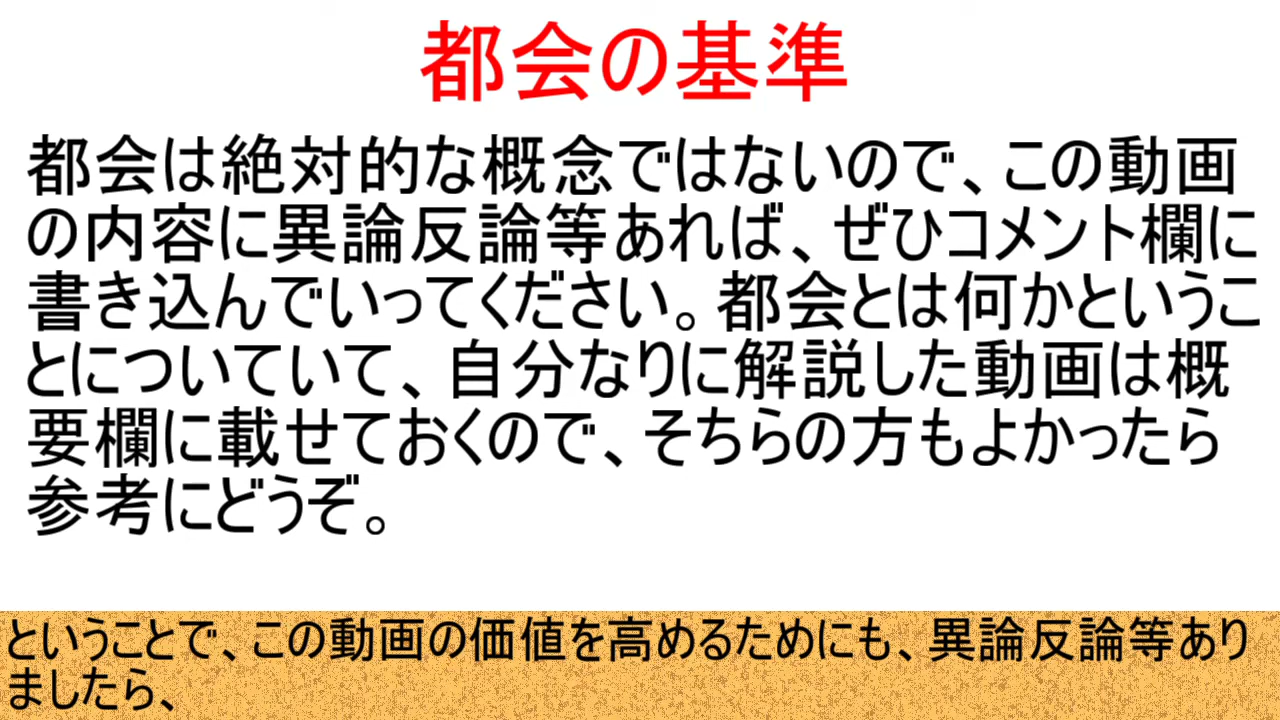 都会の基準
都会は絶対的な概念ではないので、この動画
の内容に異論反論等あれば、ぜひコメント欄に
書き込んでいってください。都会とは何かというこ
とについていて、自分なりに解説した動画は概
要欄に載せておくので、そちらの方もよかったら
参考にどうぞ。
ということで、この動画の価値を高めるためにも、異論反論等あり
ましたら、